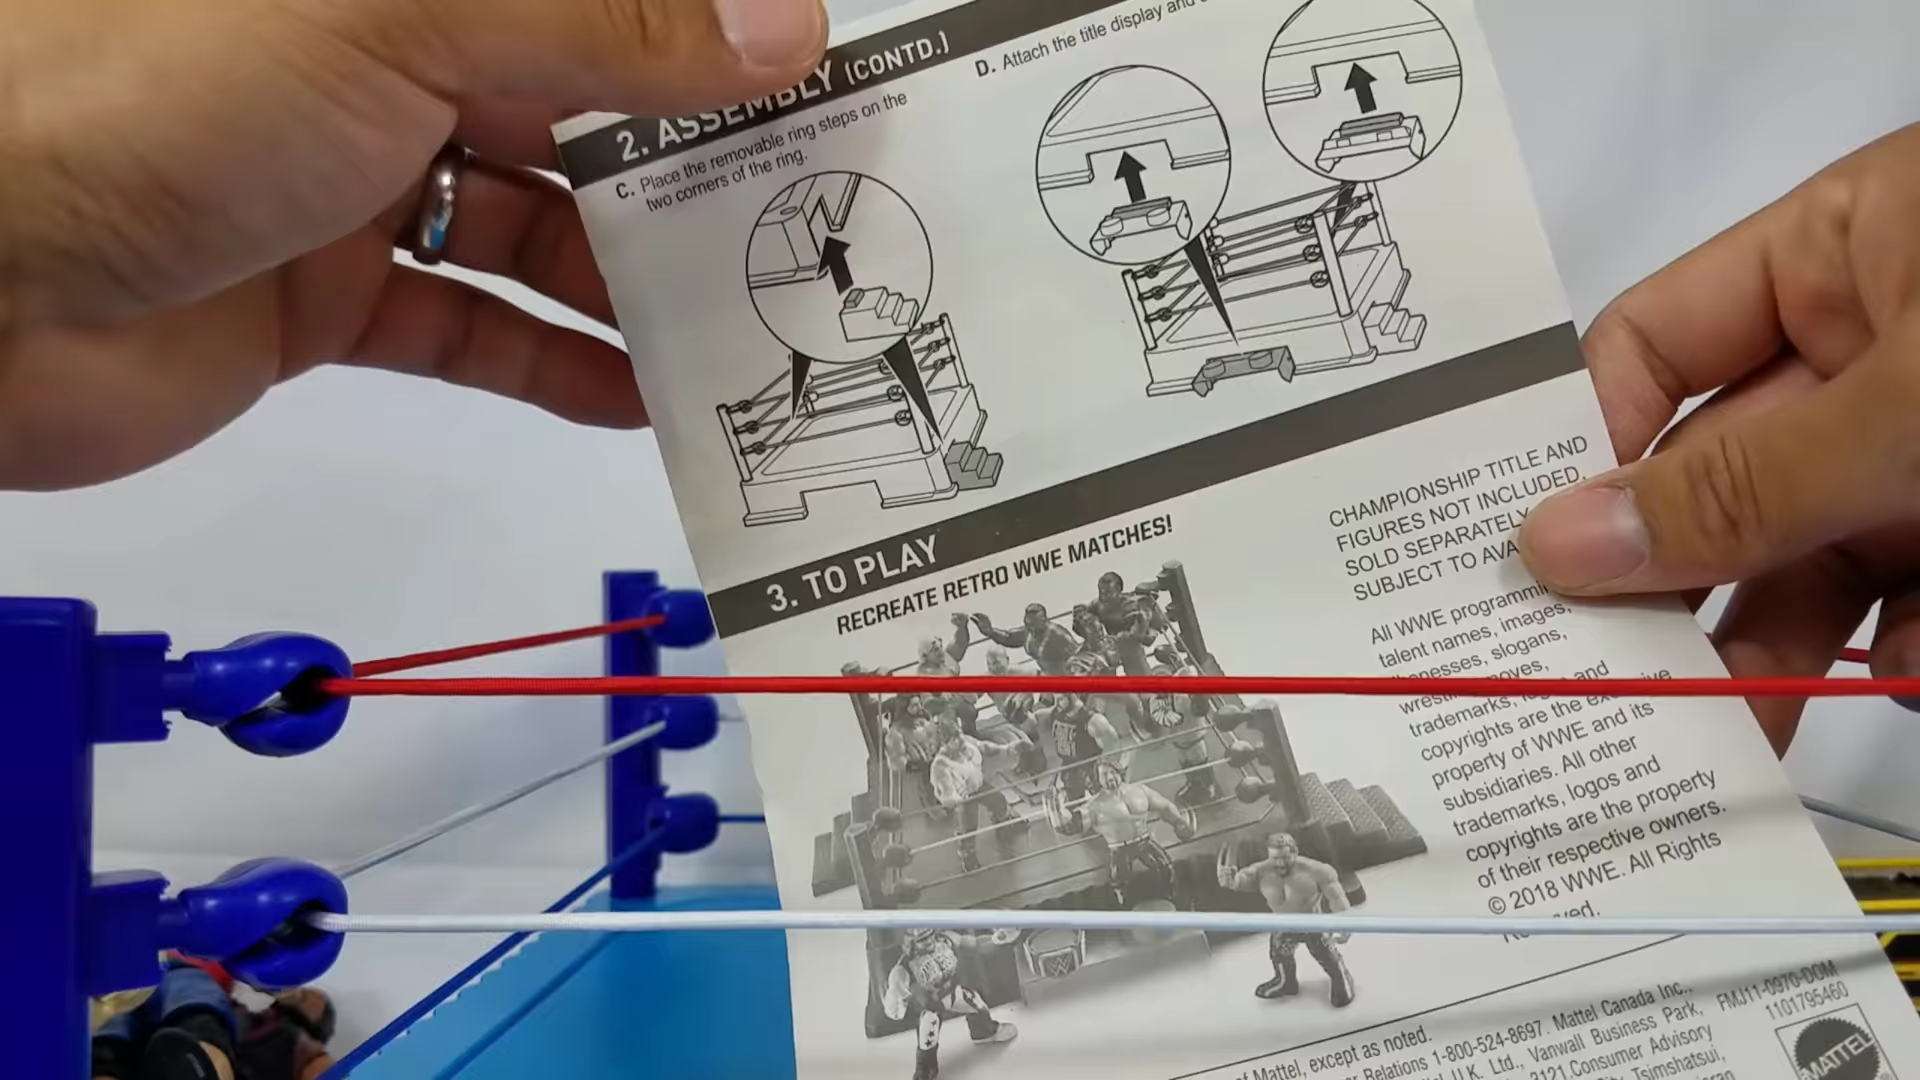 2. ASSEMBLY (CONTD.)
C. Place the removable ring steps on the
two corners of the ring.
D. Attach the title display and
3. TO PLAY
RECREATE RETRO WWE MATCHES!
CHAMPIONSHIP TITLE AND
FIGURES NOT INCLUDED,
SOLD SEPARATELY
SUBJECT TO
All WWE
talent names, images,
slogans,
trademarks, and
copyrights are the
property of WWE and its
subsidiaries. All other
trademarks, logos and
copyrights are the property
of their respective owners.
© 2018 WWE. All Rights
of Mattel, except as noted.
Relations 1-800-524-8697. Mattel Canada Inc.,
U.K. Ltd., Vanwall Business Park,
3121. Consumer Advisory
Tsimshatsui,
FMJ11-0970-DOM
1101795460
MATTEL